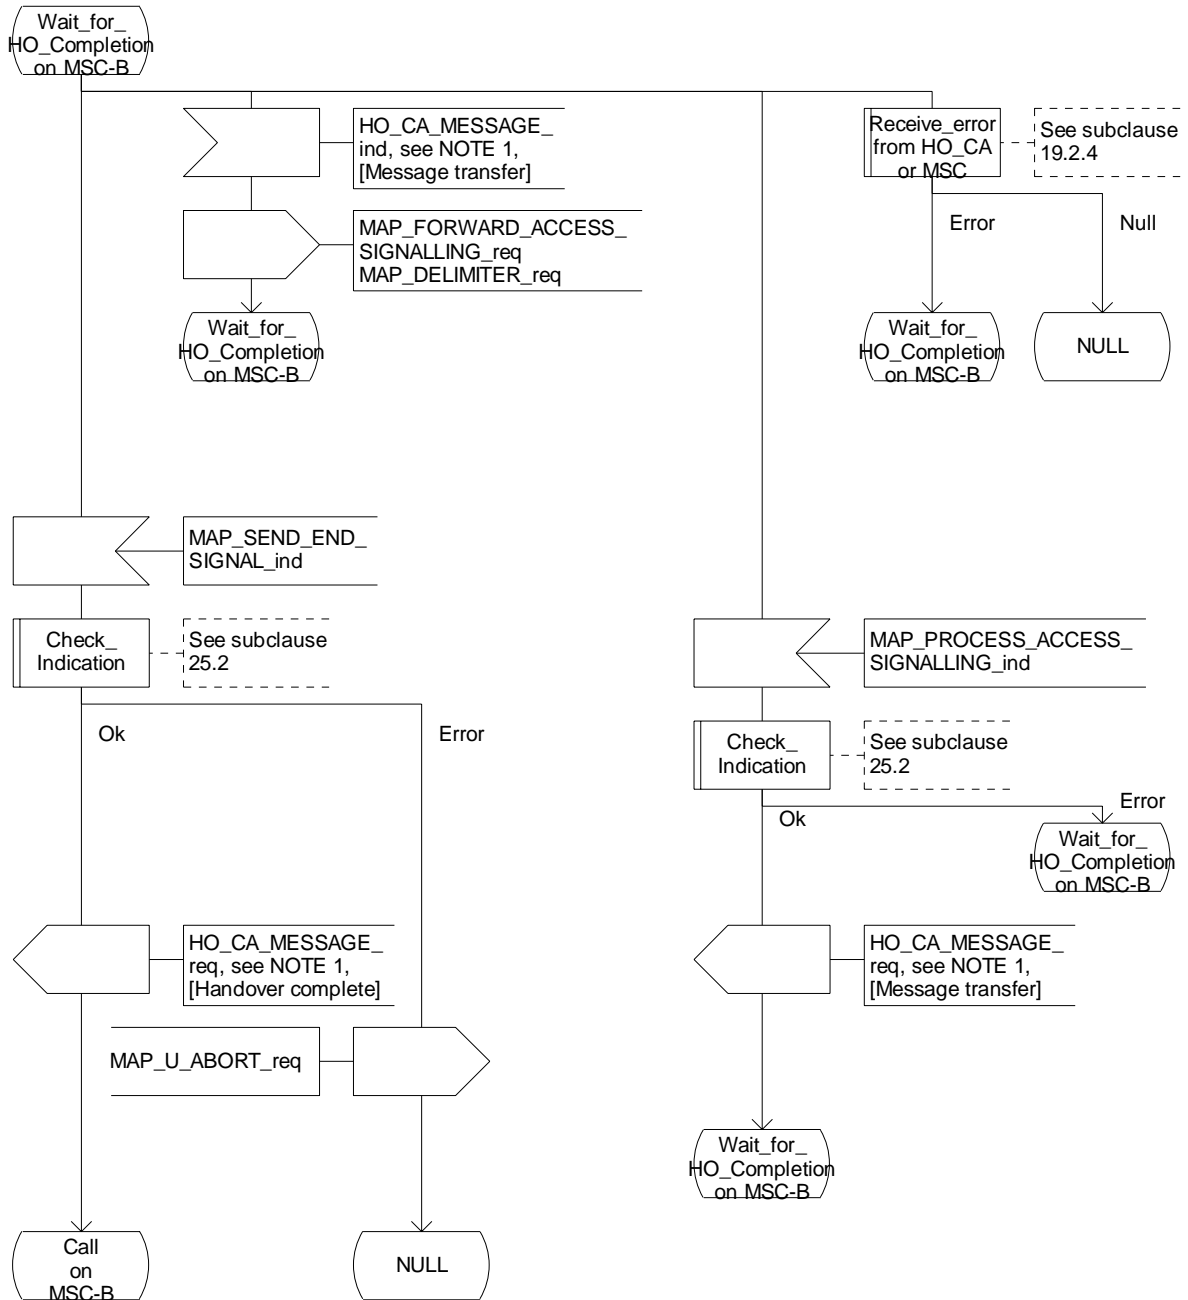 Wait_for_
HO_Completion
on MSC-B
HO_CA_MESSAGE_
ind, see NOTE 1,
[Message transfer]
Receive_error
from HO_CA
or MSC
See subclause
19.2.4
MAP_FORWARD_ACCESS_
SIGNALLING_req
MAP_DELIMITER_req
Error
Null
Wait_for_
HO_Completion
on MSC-B
Wait_for_
HO_Completion
on MSC-B
NULL
MAP_SEND_END_
SIGNAL_ind
Check_
Indication
See subclause
25.2
MAP_PROCESS_ACCESS_
SIGNALLING_ind
Ok
Error
Check_
Indication
See subclause
25.2
Ok
Error
Wait_for_
HO_Completion
on MSC-B
HO_CA_MESSAGE_
req, see NOTE 1,
[Handover complete]
HO_CA_MESSAGE_
req, see NOTE 1,
[Message transfer]
MAP_U_ABORT_req
Wait_for_
HO_Completion
on MSC-B
Call
on
MSC-B
NULL